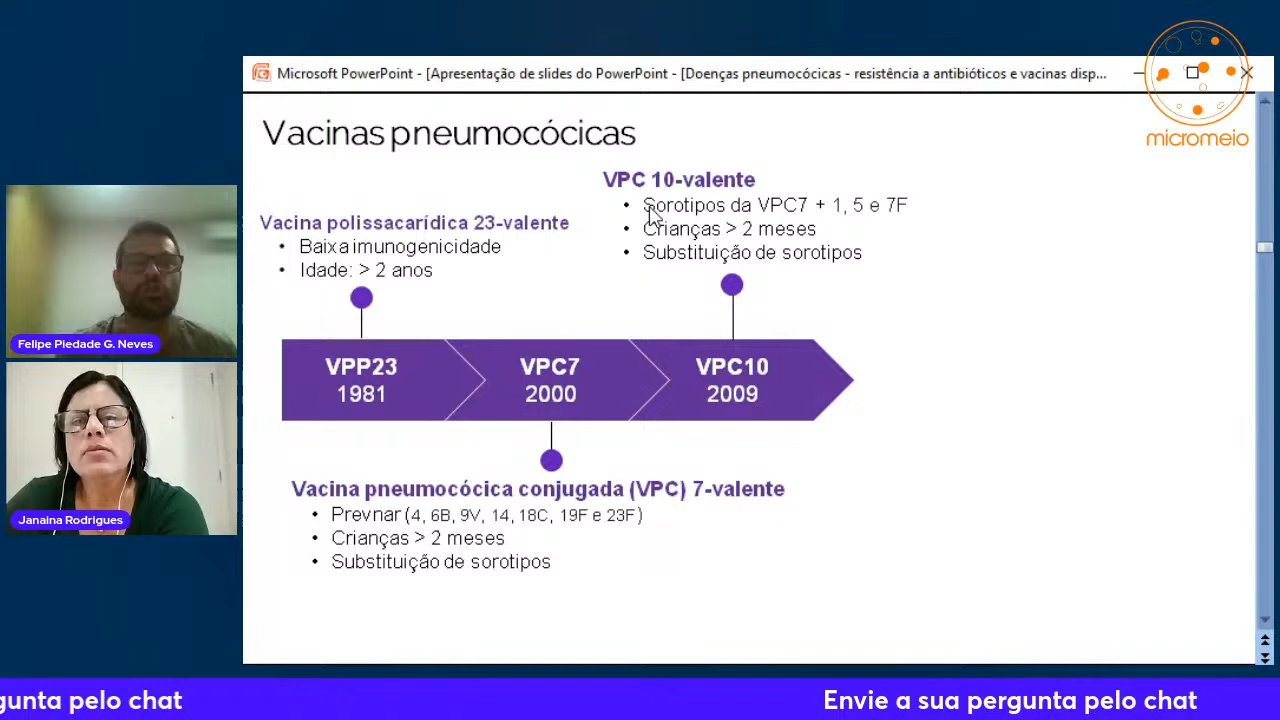 Microsoft PowerPoint - [Apresentação de slides do PowerPoint - [Doenças pneumocócicas - resistência a antibióticos e vacinas disp...
micromeio
Vacinas pneumocócicas
VPC 10-valente
• Sorotipos da VPC7 + 1, 5 e 7F
• Crianças > 2 meses
• Substituição de sorotipos
Vacina polissacarídica 23-valente
• Baixa imunogenicidade
• Idade: > 2 anos
VPP23
1981
VPC7
2000
VPC10
2009
Vacina pneumocócica conjugada (VPC) 7-valente
• Prevnar (4, 6B, 9V, 14, 18C, 19F e 23F)
• Crianças > 2 meses
• Substituição de sorotipos
Felipe Piedade G. Neves
Janaina Rodrigues
gunta pelo chat
Envie a sua pergunta pelo chat